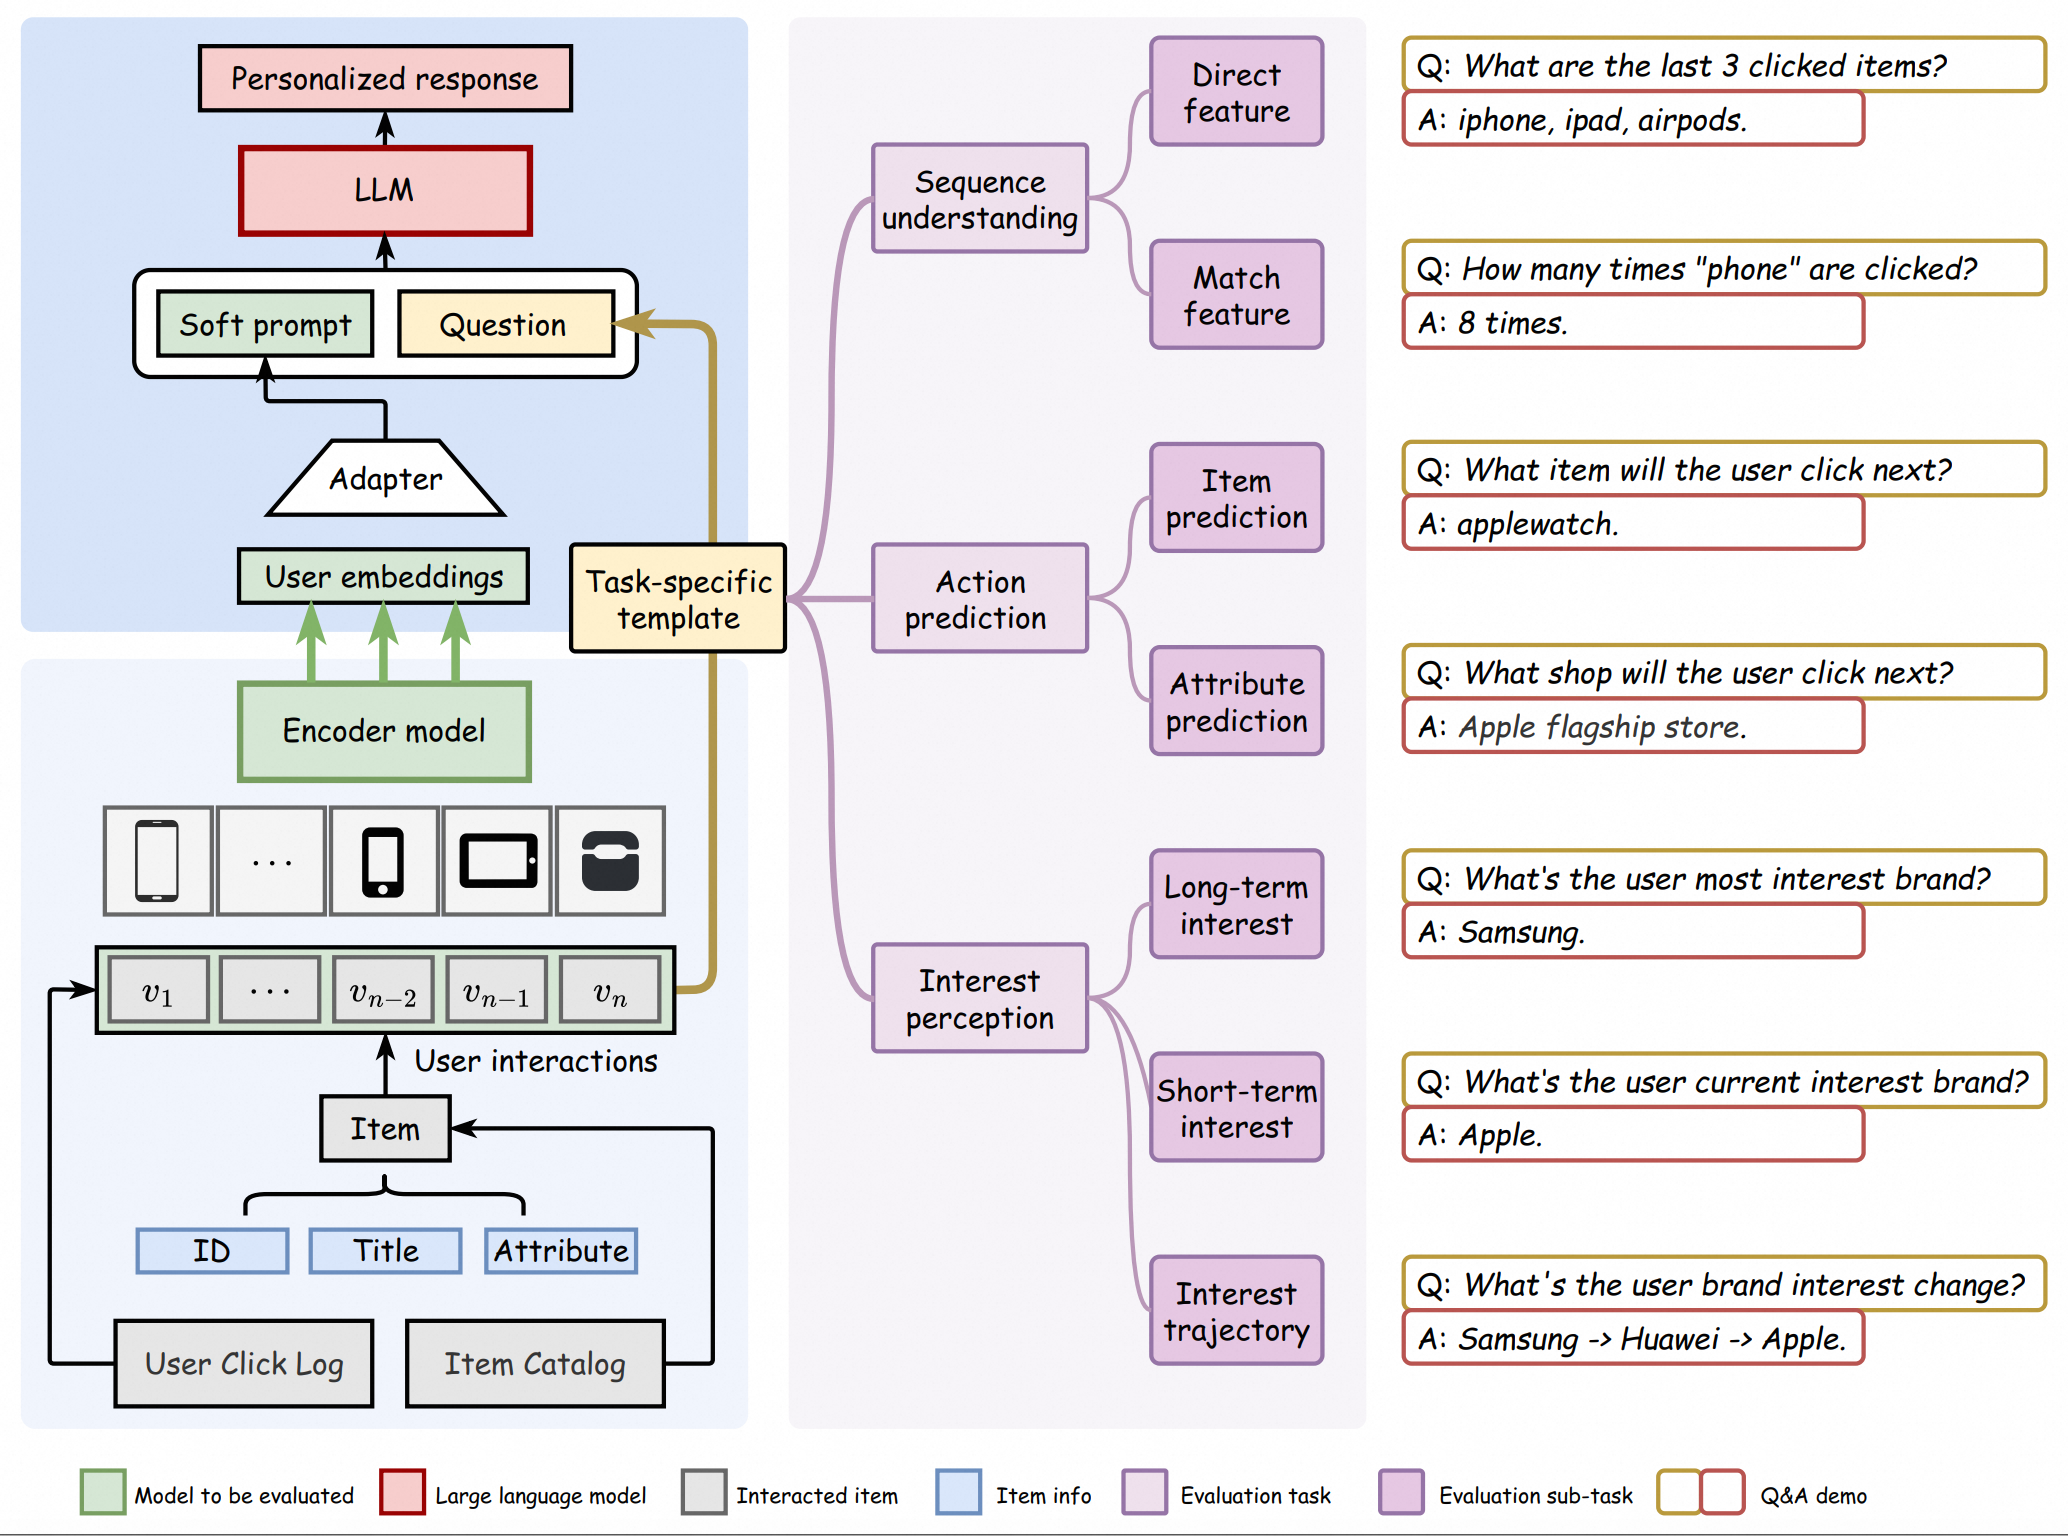 Personalized response
LLM
Soft prompt
Question
Adapter
User embeddings
Task-specific
template
Encoder model
...
v1
...
vn−2
vn−1
vn
User interactions
Item
ID
Title
Attribute
User Click Log
Item Catalog
Sequence
understanding
Direct
feature
Match
feature
Action
prediction
Item
prediction
Attribute
prediction
Interest
perception
Long-term
interest
Short-term
interest
Interest
trajectory
Q: What are the last 3 clicked items?
A: iphone, ipad, airpods.
Q: How many times "phone" are clicked?
A: 8 times.
Q: What item will the user click next?
A: applewatch.
Q: What shop will the user click next?
A: Apple flagship store.
Q: What's the user most interest brand?
A: Samsung.
Q: What's the user current interest brand?
A: Apple.
Q: What's the user brand interest change?
A: Samsung -> Huawei -> Apple.
Model to be evaluated
Large language model
Interacted item
Item info
Evaluation task
Evaluation sub-task
Q&A demo